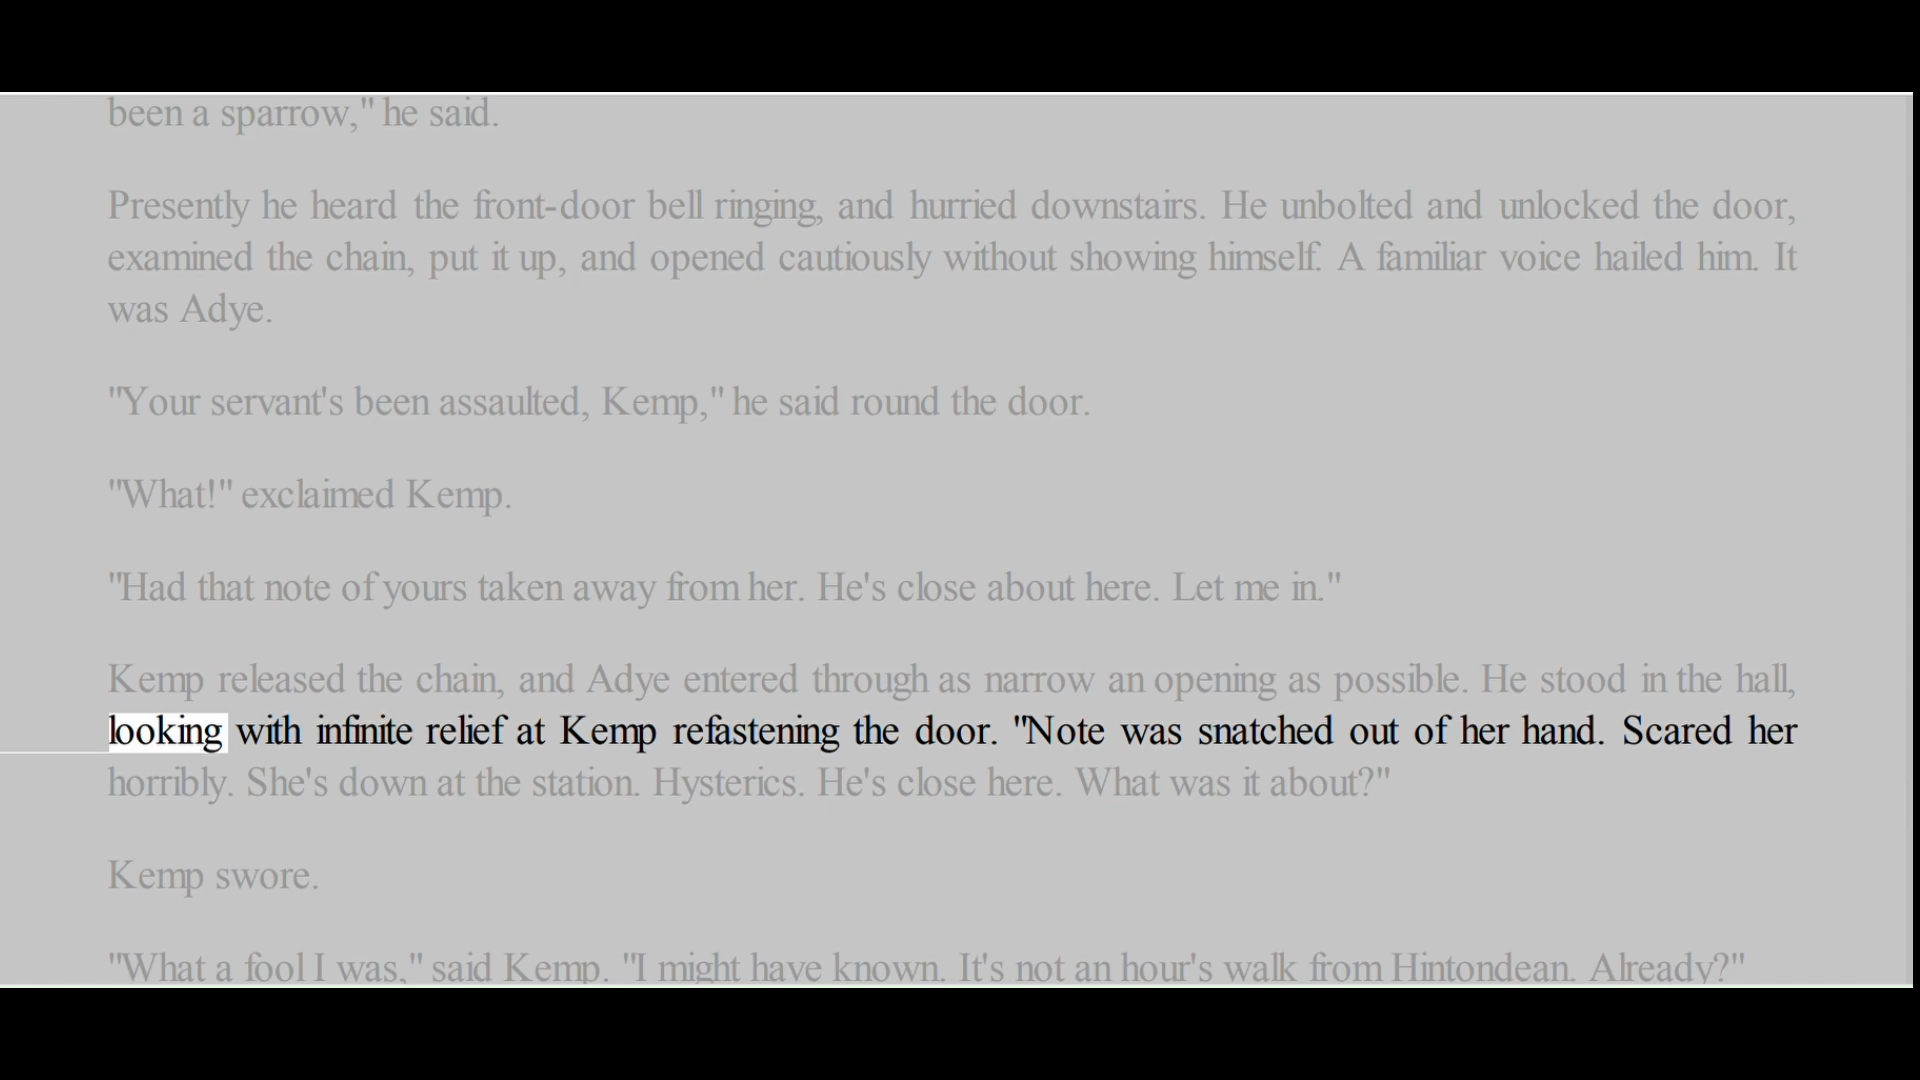 been a sparrow," he said.
Presently he heard the front-door bell ringing, and hurried downstairs. He unbolted and unlocked the door,
examined the chain, put it up, and opened cautiously without showing himself. A familiar voice hailed him. It
was Adye.
"Your servant's been assaulted, Kemp," he said round the door.
"What!" exclaimed Kemp.
"Had that note of yours taken away from her. He's close about here. Let me in."
Kemp released the chain, and Adye entered through as narrow an opening as possible. He stood in the hall,
looking with infinite relief at Kemp refastening the door. "Note was snatched out of her hand. Scared her
horribly. She's down at the station. Hysterics. He's close here. What was it about?"
Kemp swore.
"What a fool I was," said Kemp. "I might have known. It's not an hour's walk from Hintondean. Already?"